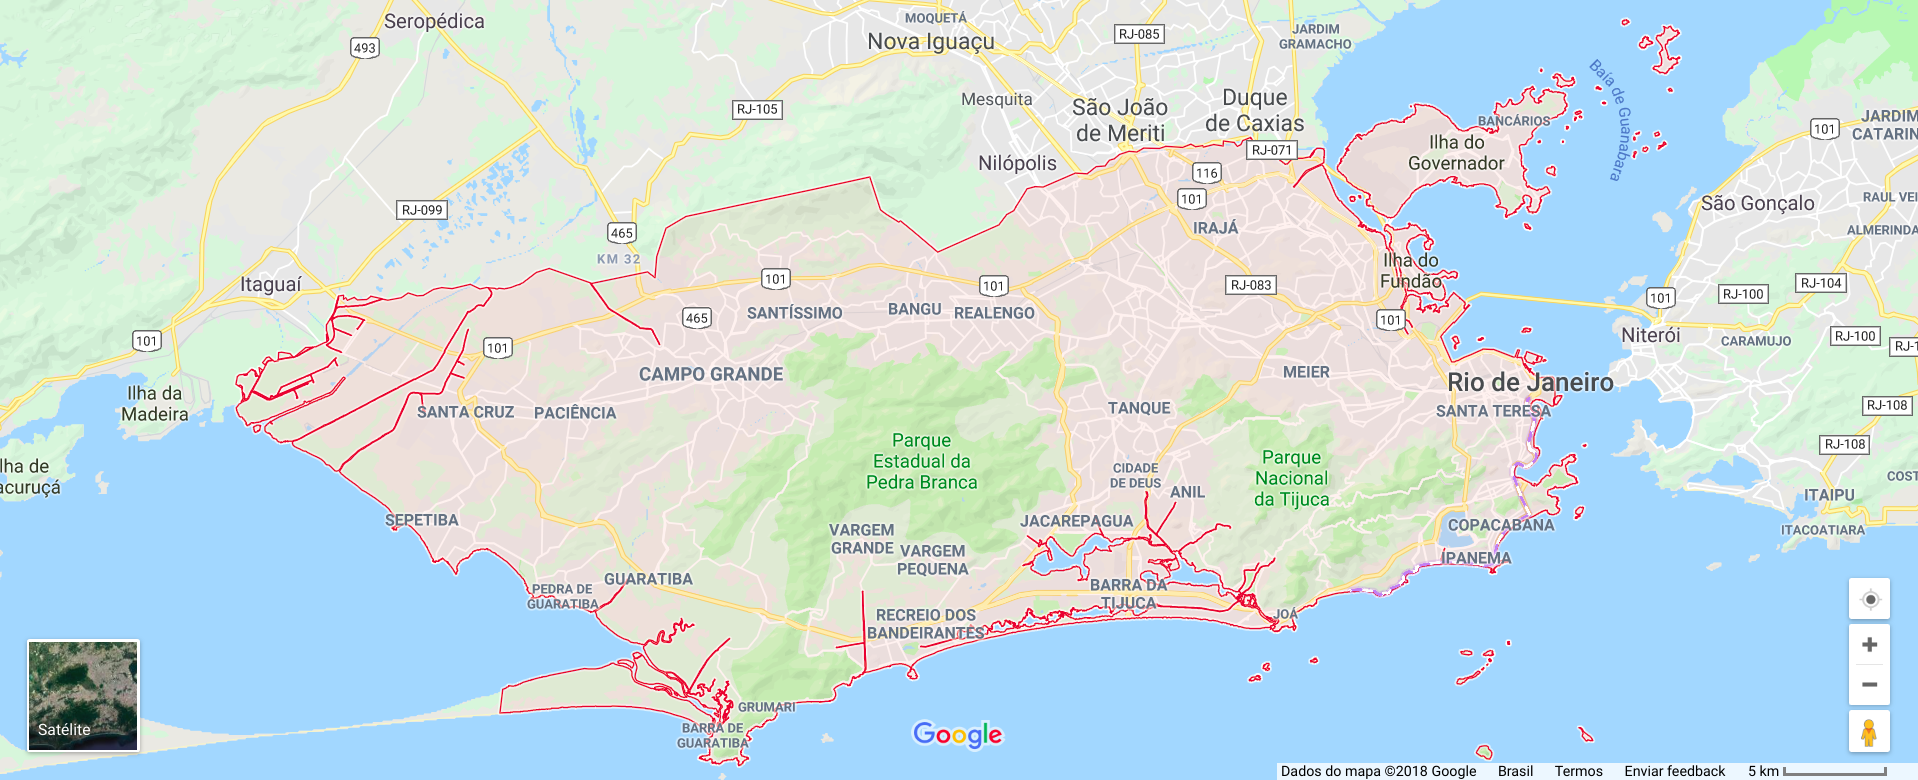 Seropédica
MOQUETÁ
Nova Iguaçu
RJ-085
JARDIM
GRAMACHO
493
Baía de Guanabara
RJ-105
Mesquita
São João
de Meriti
Duque
de Caxias
BANCÁRIOS
Ilha do
Governador
101
JARDIM
CATARIN
Nilópolis
RJ-071
116
101
RJ-099
465
KM 32
IRAJÁ
São Gonçalo
RAUL VEI
ALMERINDA
Itaguaí
101
101
RJ-083
Ilha do
Fundão
101
RJ-100
RJ-104
101
465
SANTÍSSIMO
BANGU
REALENGO
101
101
Niterói
CARAMUJO
RJ-100
RJ-1
CAMPO GRANDE
MEIER
Rio de Janeiro
Ilha da
Madeira
SANTA CRUZ
PACIÊNCIA
TANQUE
SANTA TERESA
RJ-108
RJ-108
Parque
Estadual da
Pedra Branca
CIDADE
DE DEUS
ANIL
Parque
Nacional
da Tijuca
lha de
acuruçá
COST
ITAIPU
ITACOATIARA
SEPETIBA
VARGEM
GRANDE
VARGEM
PEQUENA
JACAREPAGUA
COPACABANA
IPANEMA
PEDRA DE
GUARATIBA
GUARATIBA
BARRA DA
TIJUCA
RECREIO DOS
BANDEIRANTES
JOÁ
GRUMARI
BARRA DE
GUARATIBA
Satélite
Google
Dados do mapa ©2018 Google Brasil Termos Enviar feedback 5 km